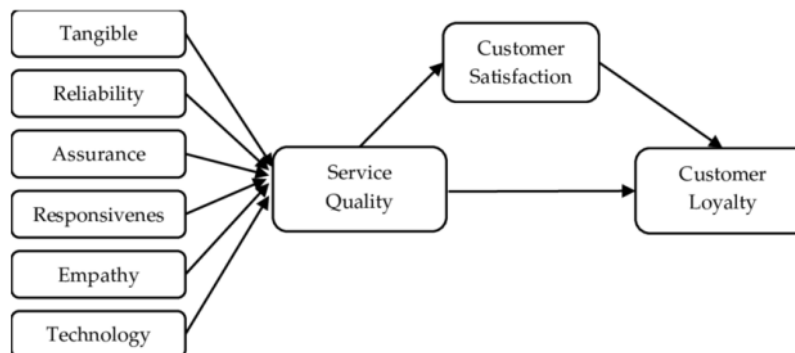 Tangible
Reliability
Assurance
Responsivenes
Empathy
Technology
Service
Quality
Customer
Satisfaction
Customer
Loyalty